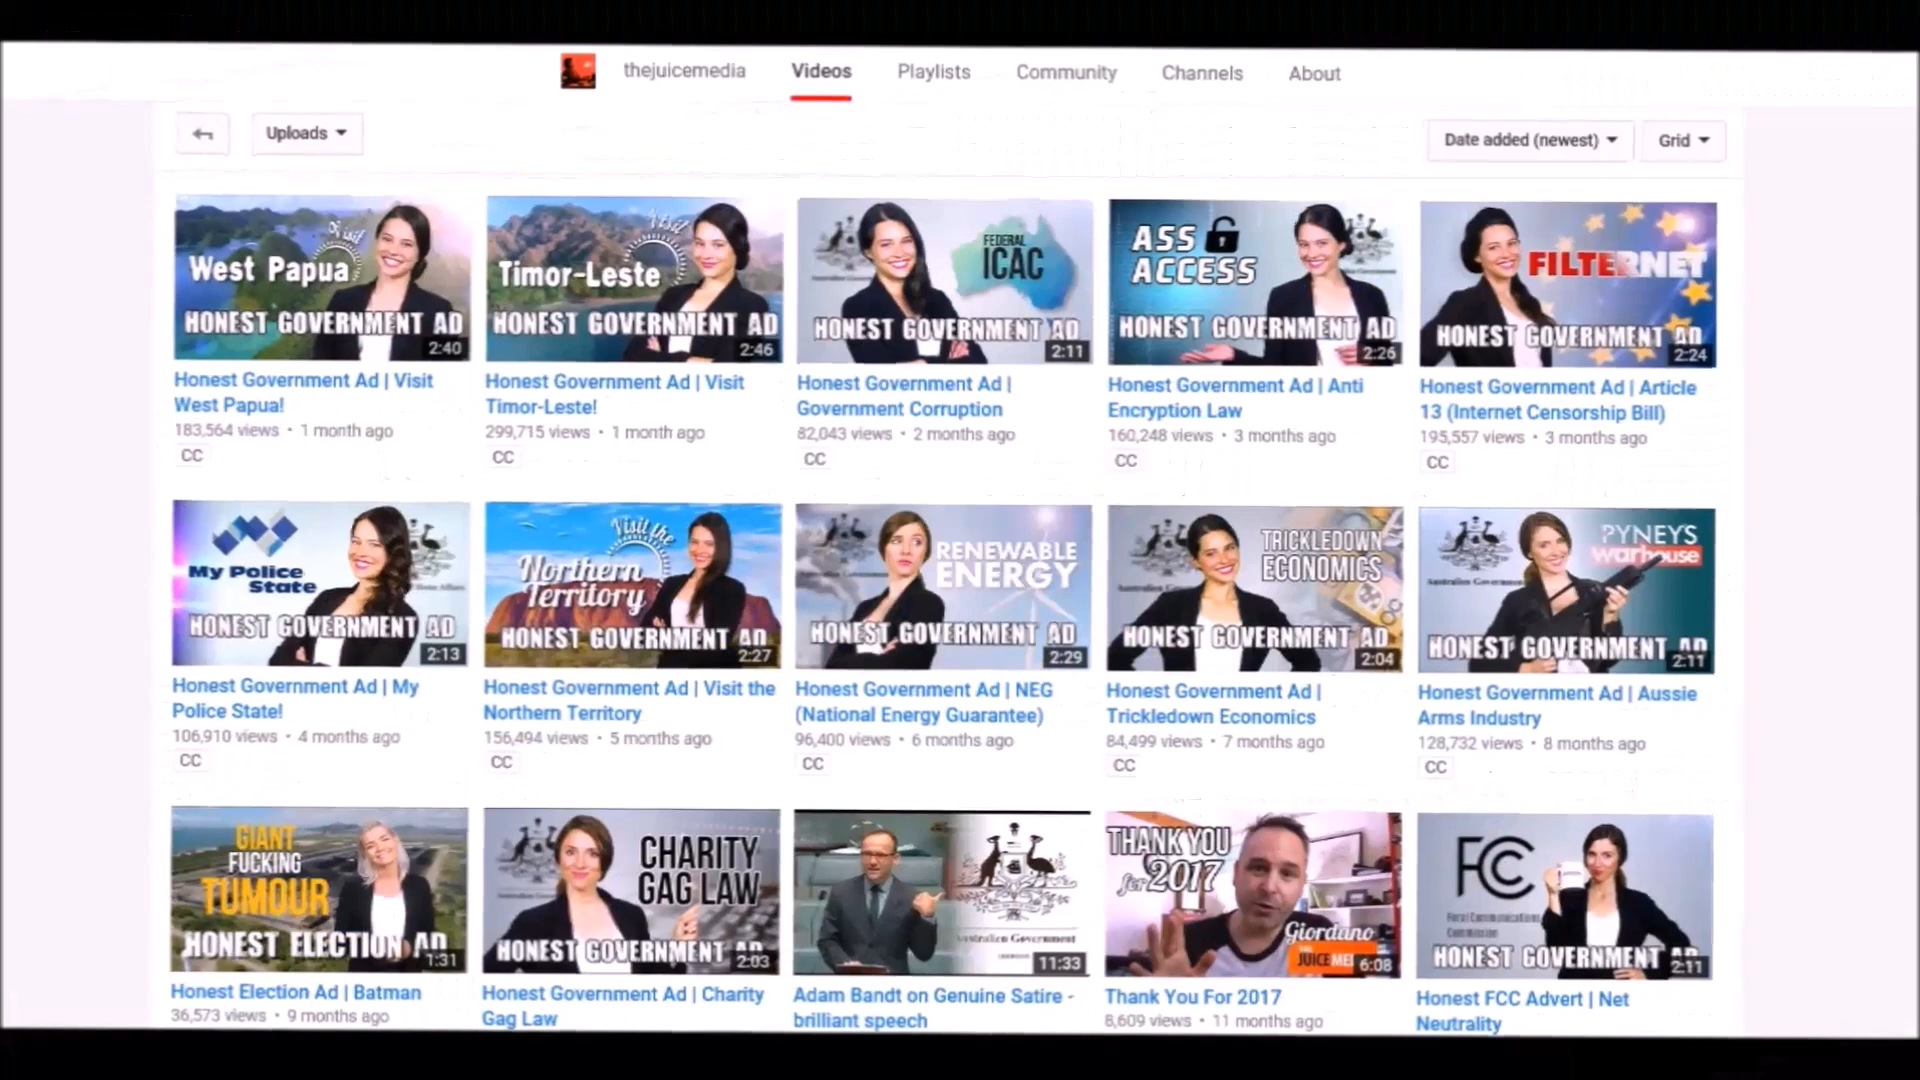 thejuicemedia Videos Playlists Community Channels About
Uploads
Date added (newest) Grid
Visit
West Papua
HONEST GOVERNMENT AD
2:40
Visit
Timor-Leste
HONEST GOVERNMENT AD
2:46
FEDERAL
ICAC
HONEST GOVERNMENT AD
2:11
ASS
ACCESS
HONEST GOVERNMENT AD
2:26
FILTERNET
HONEST GOVERNMENT AD
2:24
Honest Government Ad | Visit
West Papua!
183,564 views • 1 month ago
CC
Honest Government Ad | Visit
Timor-Leste!
299,715 views • 1 month ago
CC
Honest Government Ad |
Government Corruption
82,043 views • 2 months ago
CC
Honest Government Ad | Anti
Encryption Law
160,248 views • 3 months ago
CC
Honest Government Ad | Article
13 (Internet Censorship Bill)
195,557 views • 3 months ago
CC
My Police
State
HONEST GOVERNMENT AD
2:13
Visit the
Northern
Territory
HONEST GOVERNMENT AD
2:27
RENEWABLE
ENERGY
HONEST GOVERNMENT AD
2:29
TRICKLEDOWN
ECONOMICS
HONEST GOVERNMENT AD
2:04
PYNEY'S
warhouse
Australian Government
HONEST GOVERNMENT AD
2:11
Honest Government Ad | My
Police State!
106,910 views • 4 months ago
CC
Honest Government Ad | Visit the
Northern Territory
156,494 views • 5 months ago
CC
Honest Government Ad | NEG
(National Energy Guarantee)
96,400 views • 6 months ago
CC
Honest Government Ad |
Trickledown Economics
84,499 views • 7 months ago
CC
Honest Government Ad | Aussie
Arms Industry
128,732 views • 8 months ago
CC
GIANT
FUCKING
TUMOUR
HONEST ELECTION AD
1:31
CHARITY
GAG LAW
HONEST GOVERNMENT AD
2:03
Australian Government
11:33
THANK YOU
for 2017
Giordano
THE
JUICE MEDIA
6:08
FCC
Commission
HONEST GOVERNMENT AD
2:11
Honest Election Ad | Batman
36,573 views • 9 months ago
Honest Government Ad | Charity
Gag Law
Adam Bandt on Genuine Satire -
brilliant speech
Thank You For 2017
8,609 views • 11 months ago
Honest FCC Advert | Net
Neutrality